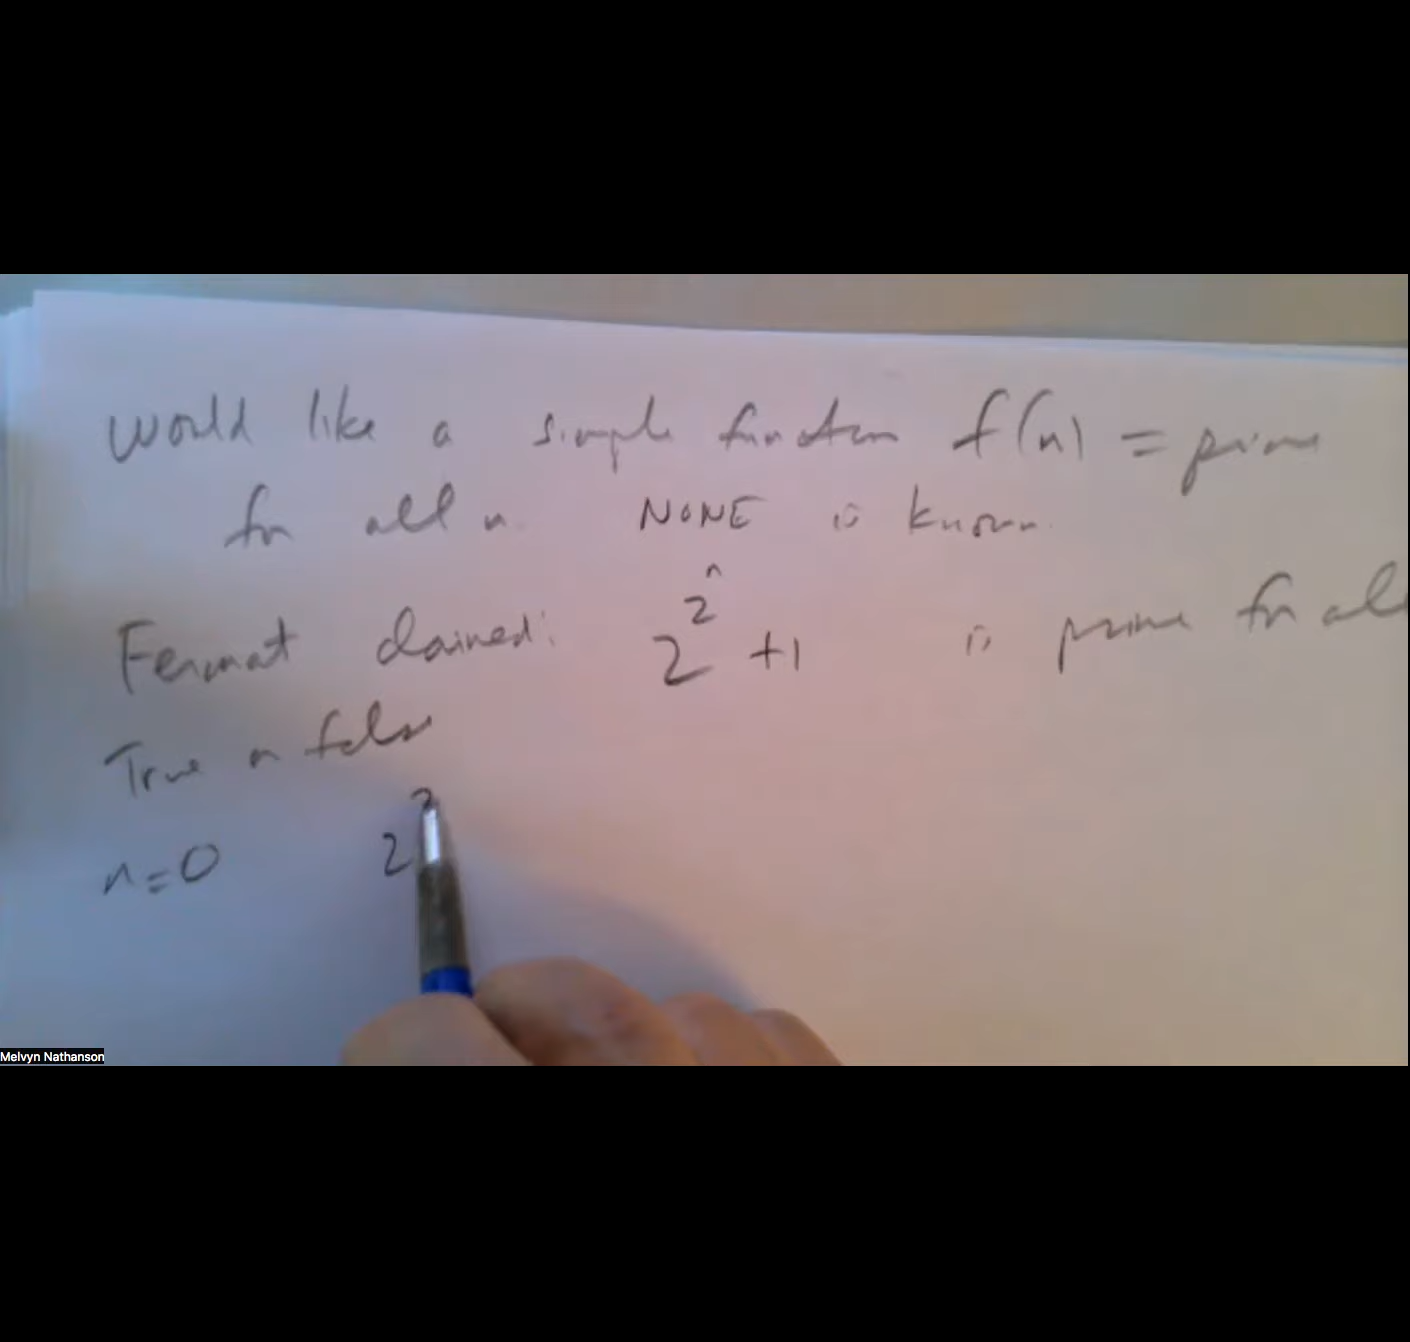 Would like a simple function f(n) = prime
for all n. NONE is known.
Fermat claimed: 2^2^n +1 is prime for all
True or false
n=0 2^2
Melvyn Nathanson